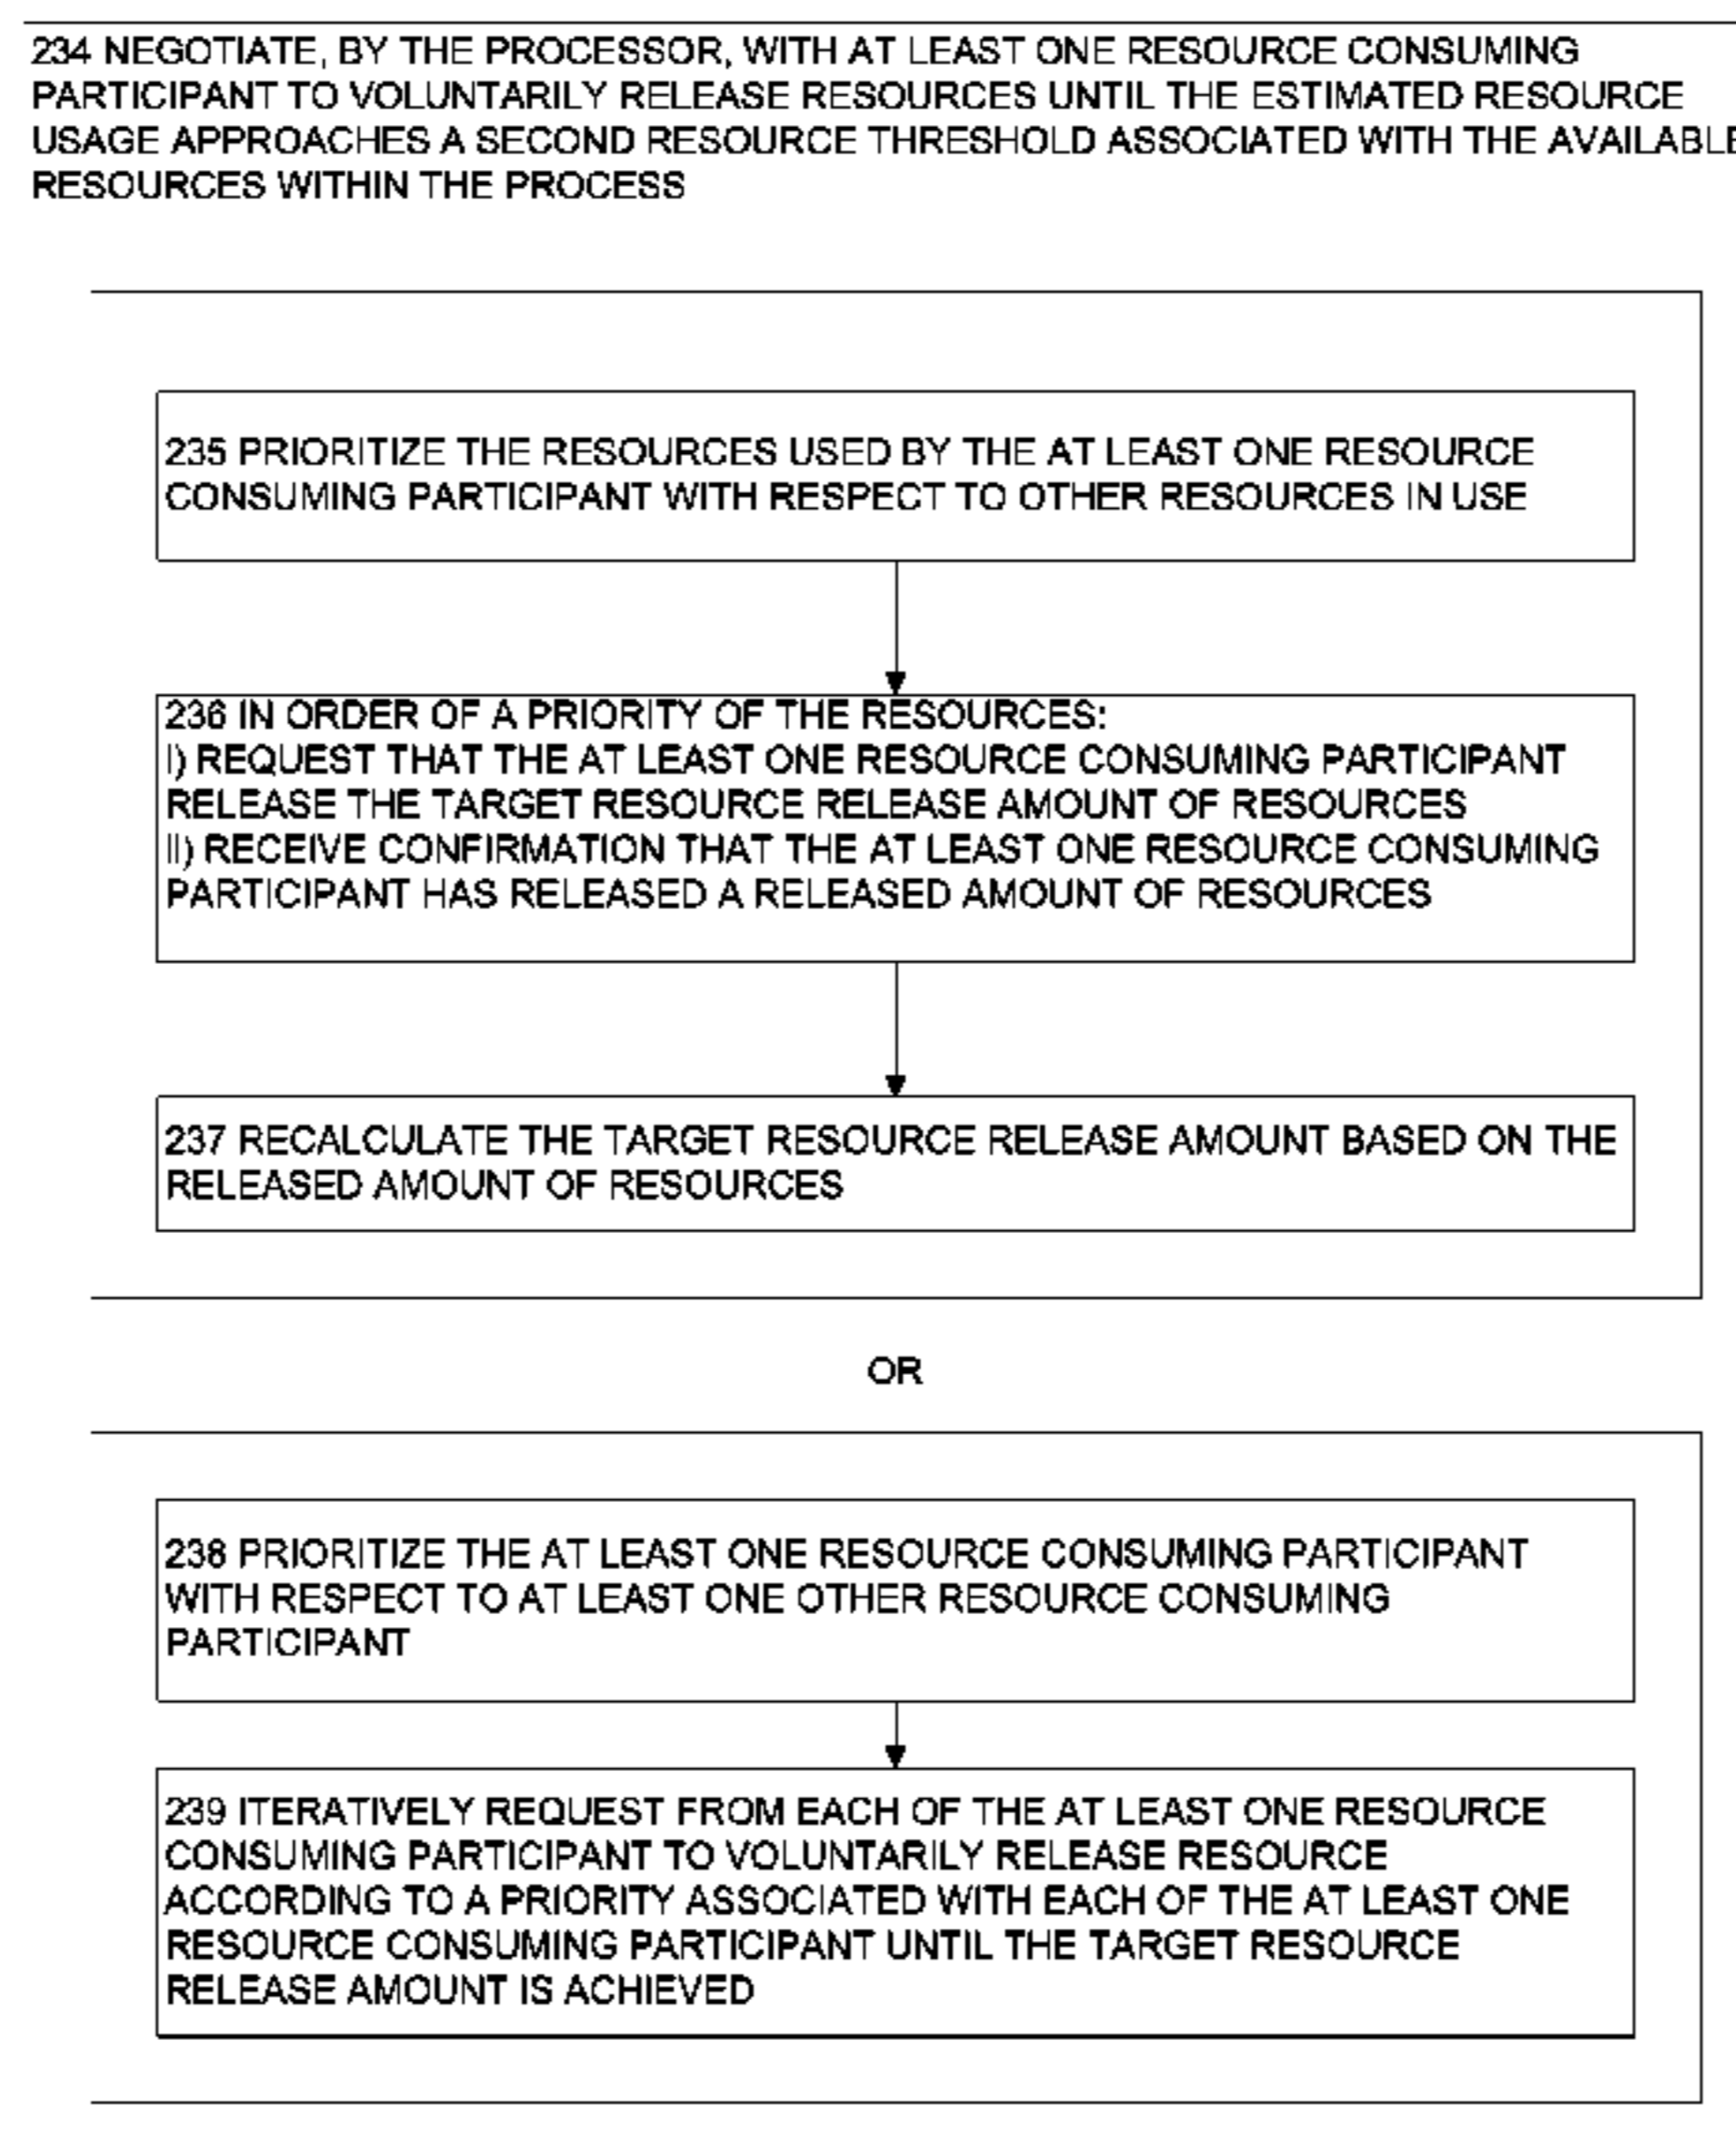 234 NEGOTIATE, BY THE PROCESSOR, WITH AT LEAST ONE RESOURCE CONSUMING
PARTICIPANT TO VOLUNTARILY RELEASE RESOURCES UNTIL THE ESTIMATED RESOURCE
USAGE APPROACHES A SECOND RESOURCE THRESHOLD ASSOCIATED WITH THE AVAILABLE
RESOURCES WITHIN THE PROCESS
235 PRIORITIZE THE RESOURCES USED BY THE AT LEAST ONE RESOURCE
CONSUMING PARTICIPANT WITH RESPECT TO OTHER RESOURCES IN USE
236 IN ORDER OF A PRIORITY OF THE RESOURCES:
I) REQUEST THAT THE AT LEAST ONE RESOURCE CONSUMING PARTICIPANT
RELEASE THE TARGET RESOURCE RELEASE AMOUNT OF RESOURCES
II) RECEIVE CONFIRMATION THAT THE AT LEAST ONE RESOURCE CONSUMING
PARTICIPANT HAS RELEASED A RELEASED AMOUNT OF RESOURCES
237 RECALCULATE THE TARGET RESOURCE RELEASE AMOUNT BASED ON THE
RELEASED AMOUNT OF RESOURCES
OR
238 PRIORITIZE THE AT LEAST ONE RESOURCE CONSUMING PARTICIPANT
WITH RESPECT TO AT LEAST ONE OTHER RESOURCE CONSUMING
PARTICIPANT
239 ITERATIVELY REQUEST FROM EACH OF THE AT LEAST ONE RESOURCE
CONSUMING PARTICIPANT TO VOLUNTARILY RELEASE RESOURCE
ACCORDING TO A PRIORITY ASSOCIATED WITH EACH OF THE AT LEAST ONE
RESOURCE CONSUMING PARTICIPANT UNTIL THE TARGET RESOURCE
RELEASE AMOUNT IS ACHIEVED